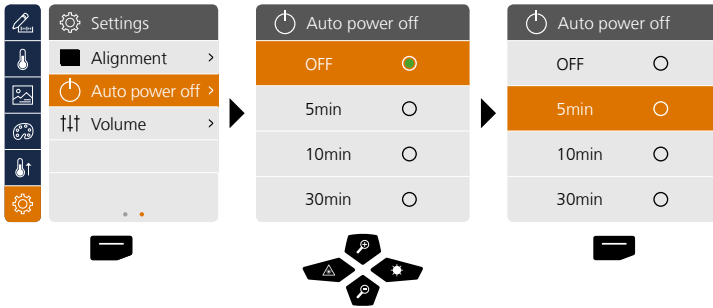 Settings
Alignment
Auto power off
Volume
Auto power off
OFF
5min
10min
30min
Auto power off
OFF
5min
10min
30min